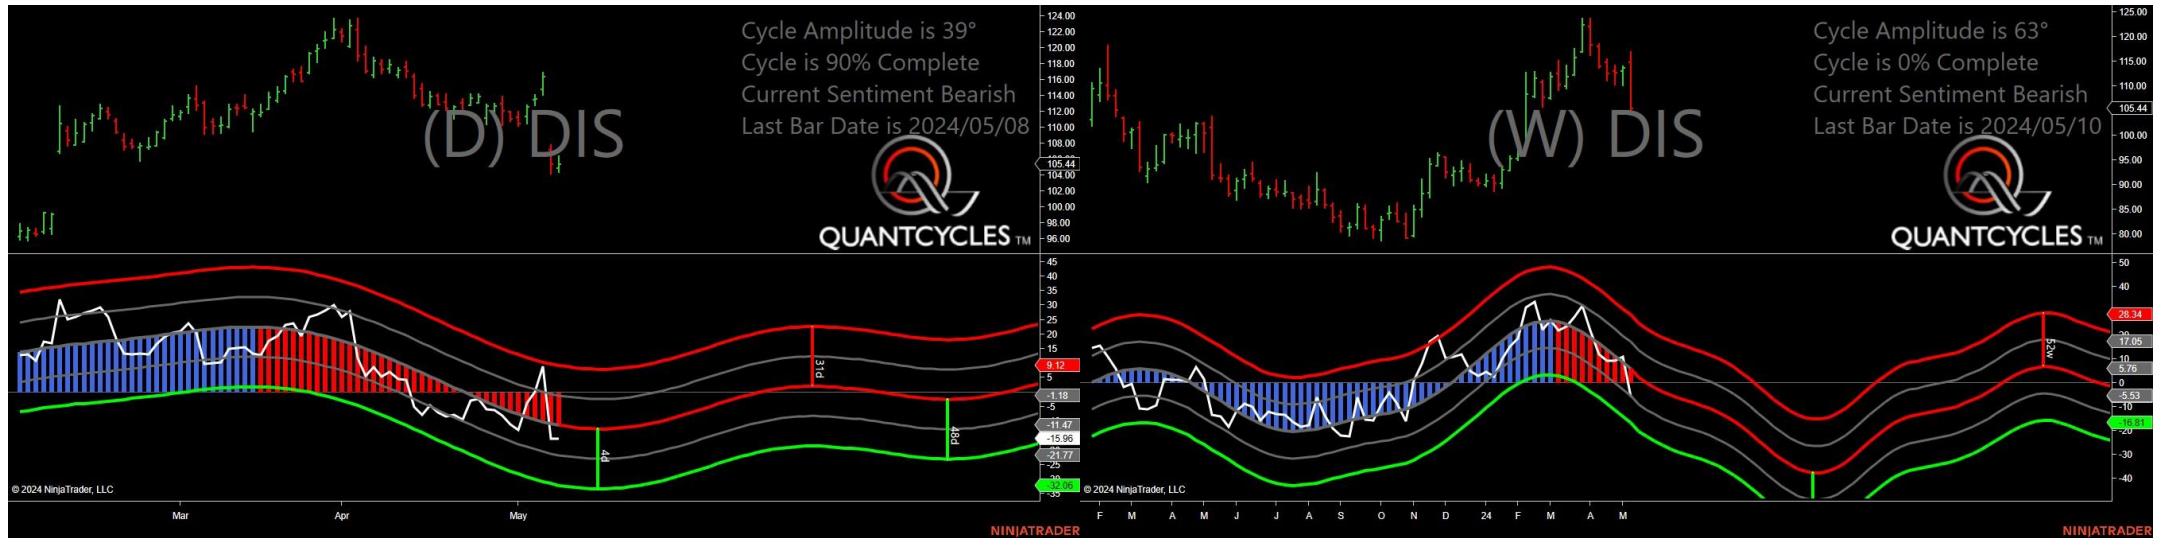 Cycle Amplitude is 39°
Cycle is 90% Complete
Current Sentiment Bearish
Last Bar Date is 2024/05/08
(D) DIS
QUANTCYCLES TM
124.00
122.00
120.00
118.00
116.00
114.00
112.00
110.00
108.00
105.44
104.00
102.00
100.00
98.00
96.00
45
40
35
30
25
20
15
9.12
5
-1.18
-5
-11.47
-15.96
-21.77
-25
-32.06
-35
31d
4d
48d
© 2024 NinjaTrader, LLC
Mar
Apr
May
NINJATRADER
Cycle Amplitude is 63°
Cycle is 0% Complete
Current Sentiment Bearish
Last Bar Date is 2024/05/10
(W) DIS
QUANTCYCLES TM
125.00
120.00
115.00
110.00
105.44
100.00
95.00
90.00
85.00
80.00
50
40
28.34
17.05
10
5.76
0
-5.53
-10
-16.81
-20
-30
-40
52w
© 2024 NinjaTrader, LLC
F M A M J J A S O N D 24 F M A M
NINJATRADER